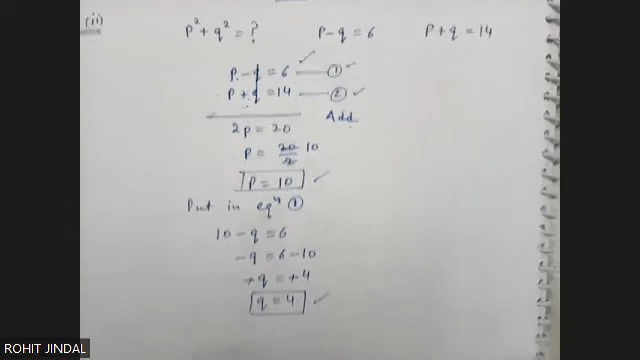 (ii) p² + q² = ? p - q = 6 p + q = 14
p - q = 6 —— ①
p + q = 14 —— ②
2p = 20 Add
p = 20/2 10
p = 10
Put in eqⁿ ①
10 - q = 6
-q = 6 - 10
+q = +4
q = 4
ROHIT JINDAL